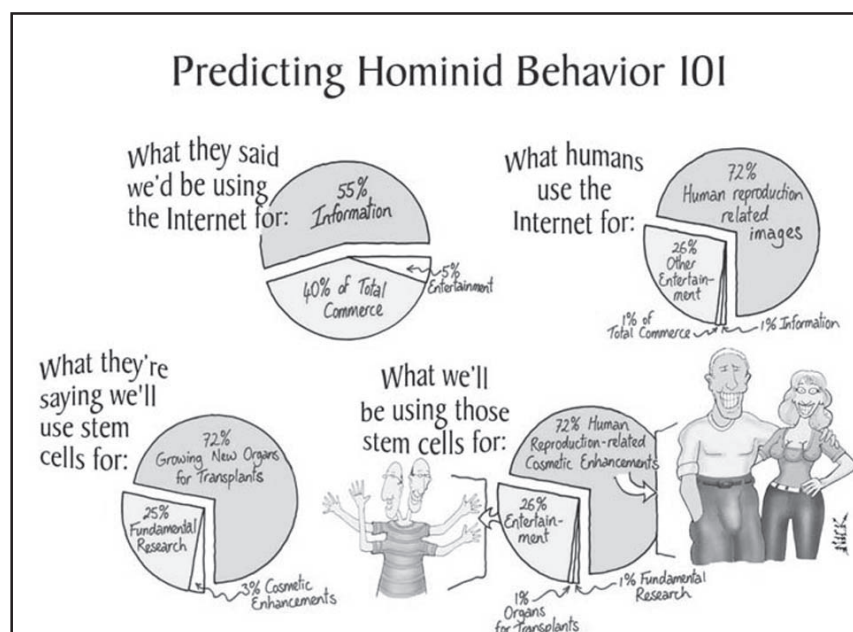 Predicting Hominid Behavior 101
What they said
we'd be using
the Internet for:
55%
Information
40% of Total
Commerce
5%
Entertainment
What humans
use the
Internet for:
72%
Human reproduction
related
images
26%
Other
Entertain-
ment
1% of
Total Commerce
1% Information
What they're
saying we'll
use stem
cells for:
72%
Growing New Organs
for Transplants
25%
Fundamental
Research
3% Cosmetic
Enhancements
What we'll
be using those
stem cells for:
72% Human
Reproduction-related
Cosmetic Enhancements
26%
Entertain-
ment
1%
Organs
for Transplants
1% Fundamental
Research